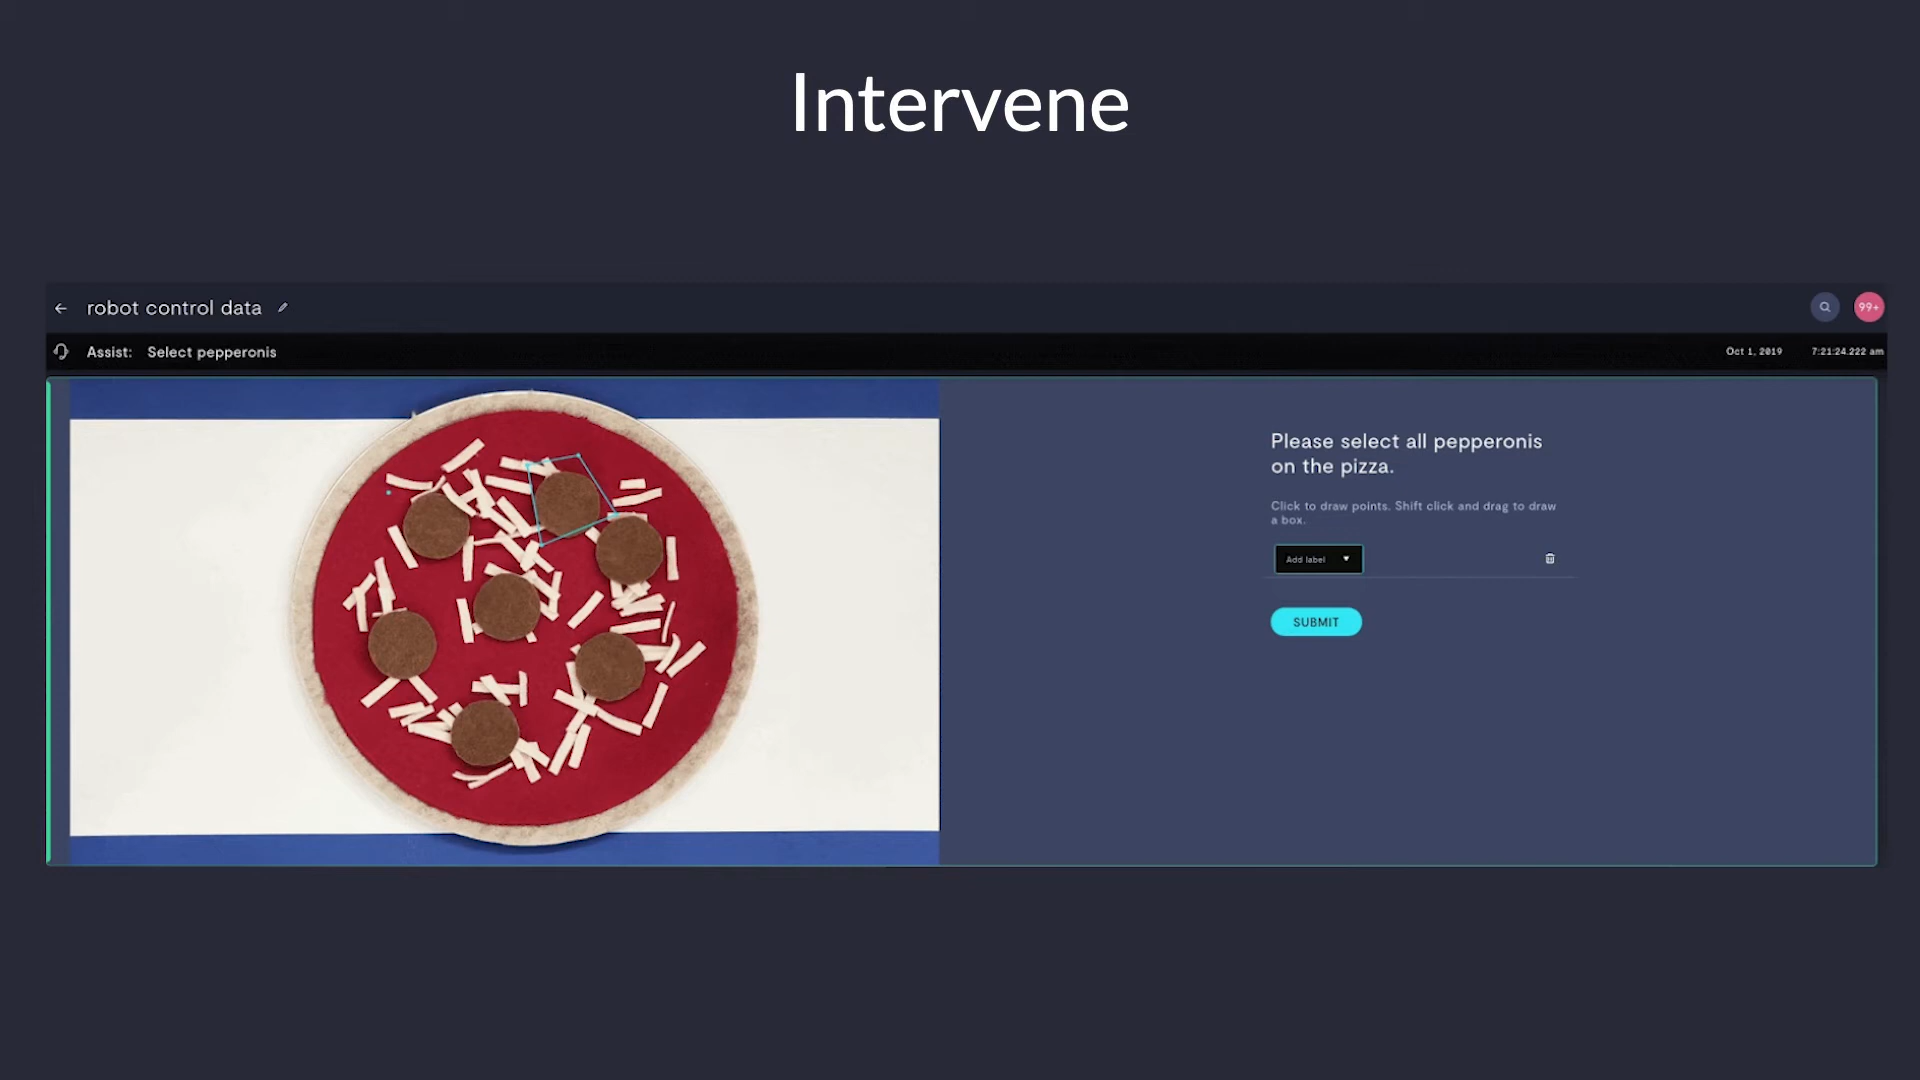 Intervene
robot control data
99+
Assist: Select pepperonis
Oct 1, 2019 7:21:24.222 am
Please select all pepperonis
on the pizza.
Click to draw points. Shift click and drag to draw
a box.
Add label
SUBMIT